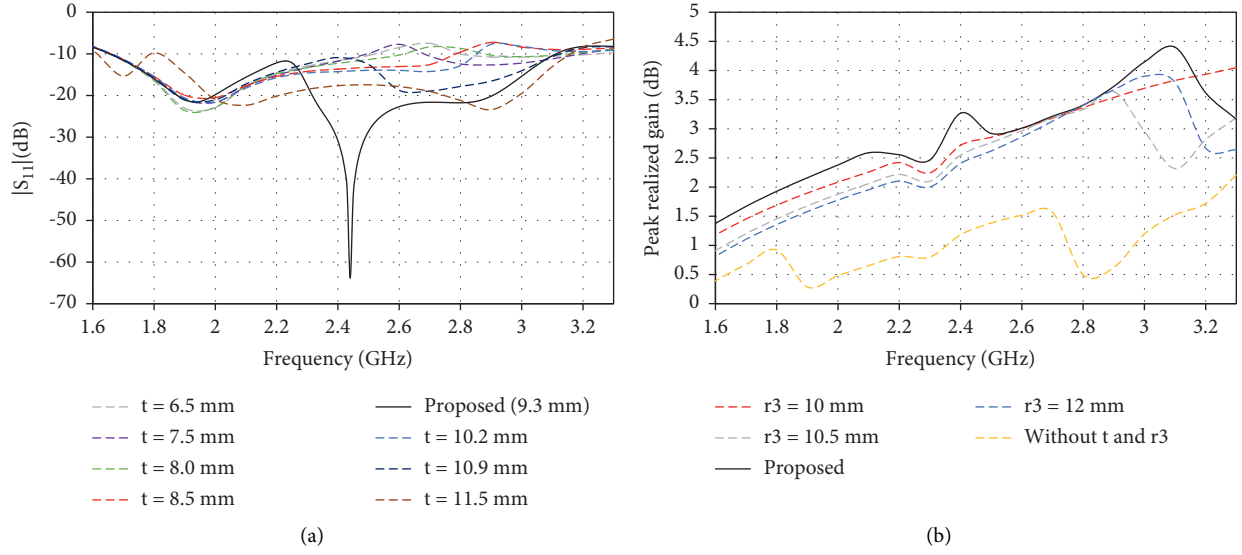 0
-10
-20
-30
-40
-50
-60
-70
|S11| (dB)
1.6
1.8
2
2.2
2.4
2.6
2.8
3
3.2
Frequency (GHz)
t = 6.5 mm
t = 7.5 mm
t = 8.0 mm
t = 8.5 mm
Proposed (9.3 mm)
t = 10.2 mm
t = 10.9 mm
t = 11.5 mm
(a)
5
4.5
4
3.5
3
2.5
2
1.5
1
0.5
0
Peak realized gain (dB)
1.6
1.8
2
2.2
2.4
2.6
2.8
3
3.2
Frequency (GHz)
r3 = 10 mm
r3 = 10.5 mm
Proposed
r3 = 12 mm
Without t and r3
(b)